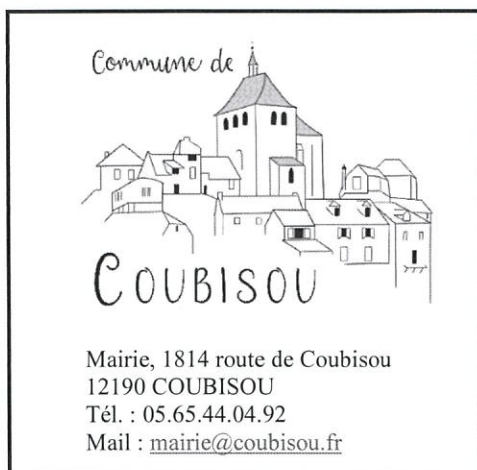 Commune de
COUBISOU
Mairie, 1814 route de Coubisou
12190 COUBISOU
Tél. : 05.65.44.04.92
Mail : mairie@coubisou.fr